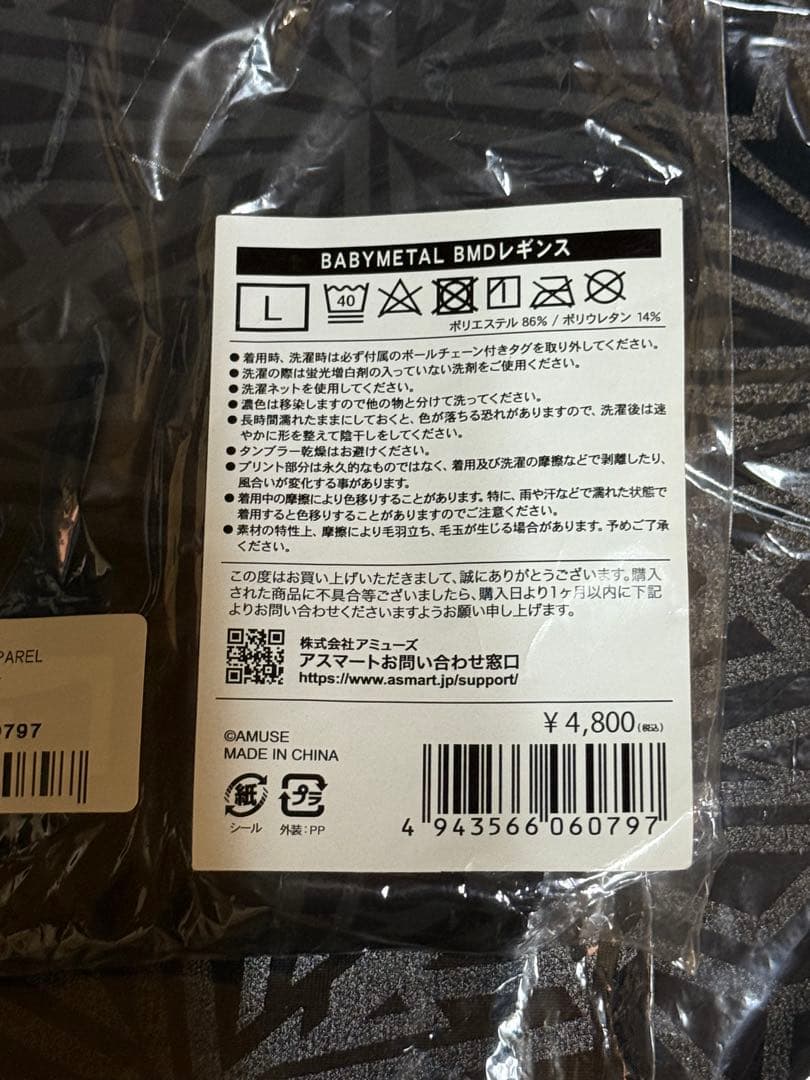 BABYMETAL BMDレギンス
L
40
ポリエステル 86% / ポリウレタン 14%
●着用時、洗濯時は必ず付属のボールチェーン付きタグを取り外してください。
●洗濯の際は蛍光増白剤の入っていない洗剤をご使用ください。
●洗濯ネットを使用してください。
●濃色は移染しますので他の物と分けて洗ってください。
●長時間濡れたままにしておくと、色が落ちる恐れがありますので、洗濯後は速
やかに形を整えて陰干しをしてください。
●タンブラー乾燥はお避けください。
●プリント部分は永久的なものではなく、着用及び洗濯の摩擦などで剥離したり、
風合いが変化する事があります。
●着用中の摩擦により色移りすることがあります。特に、雨や汗などで濡れた状態で
着用すると色移りすることがありますのでご注意ください。
●素材の特性上、摩擦により毛羽立ち、毛玉が生じる場合があります。予めご了承
ください。
この度はお買い上げいただきまして、誠にありがとうございます。購入
された商品に不具合等ございましたら、購入日より1ヶ月以内に下記
よりお問い合わせくださいますようお願い申し上げます。
株式会社アミューズ
アスマートお問い合わせ窓口
https://www.asmart.jp/support/
¥4,800(税込)
©AMUSE
MADE IN CHINA
紙
プラ
シール
外装:PP
4 943566 060797
PAREL
0797